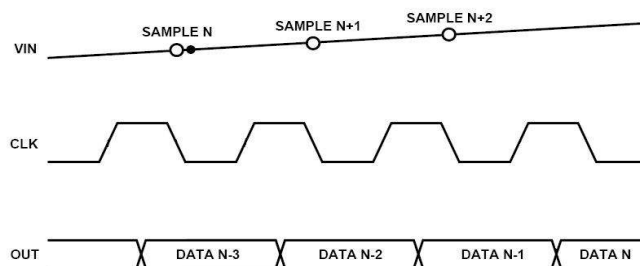 SAMPLE N+2
SAMPLE N+1
SAMPLE N
VIN
CLK
OUT DATA N-3 DATA N-2 DATA N-1 DATA N